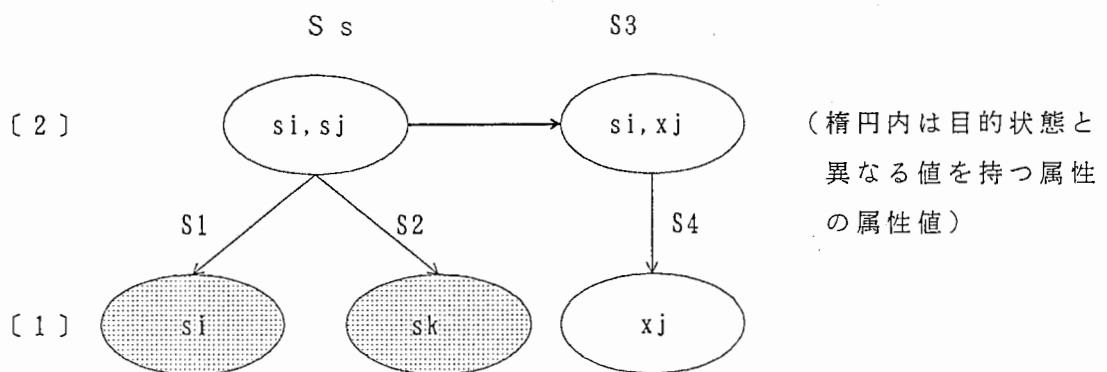 Ss S3
〔2〕 si,sj si,xj (楕円内は目的状態と
異なる値を持つ属性
の属性値)
S1 S2 S4
〔1〕 si sk xj